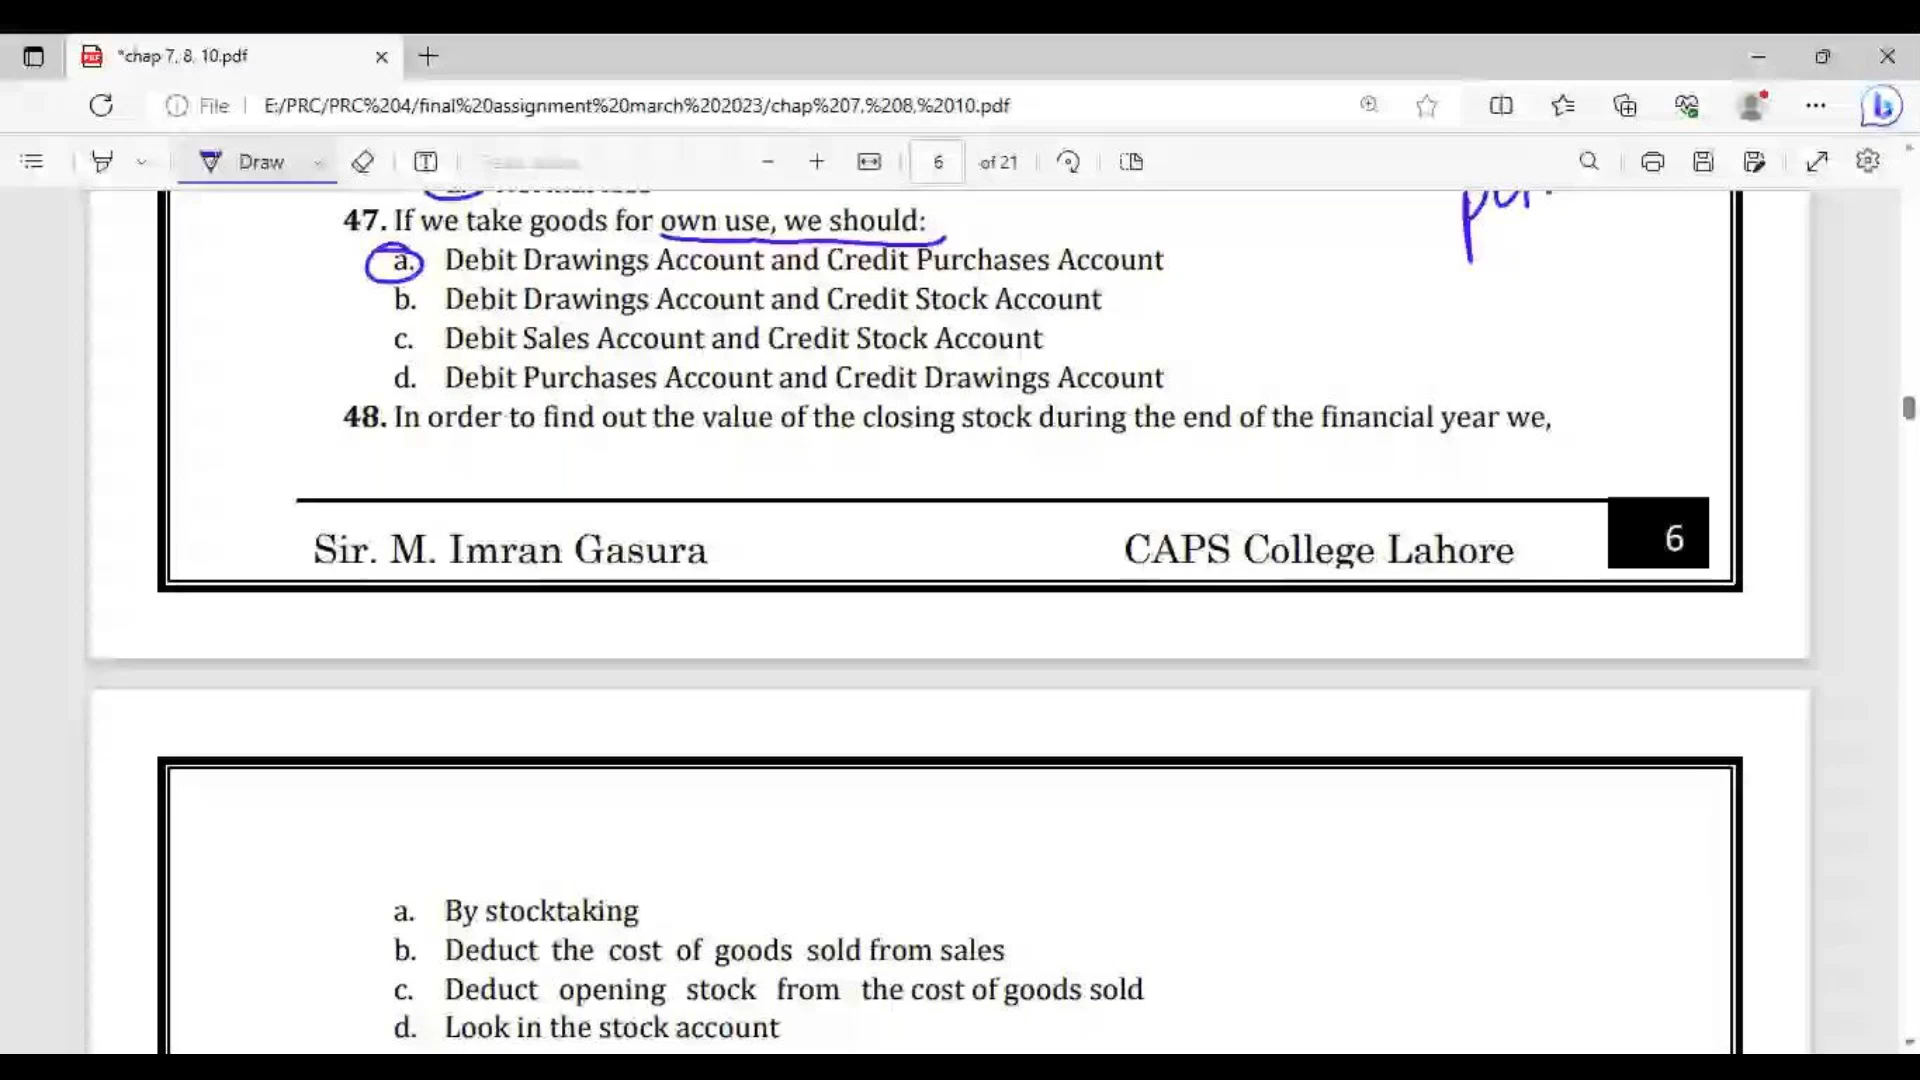 *chap 7, 8, 10.pdf
File
E:/PRC/PRC%204/final%20assignment%20march%202023/chap%207,%208,%2010.pdf
Draw
6 of 21
47. If we take goods for own use, we should:
a. Debit Drawings Account and Credit Purchases Account
b. Debit Drawings Account and Credit Stock Account
c. Debit Sales Account and Credit Stock Account
d. Debit Purchases Account and Credit Drawings Account
48. In order to find out the value of the closing stock during the end of the financial year we,
Sir. M. Imran Gasura CAPS College Lahore 6
a. By stocktaking
b. Deduct the cost of goods sold from sales
c. Deduct opening stock from the cost of goods sold
d. Look in the stock account